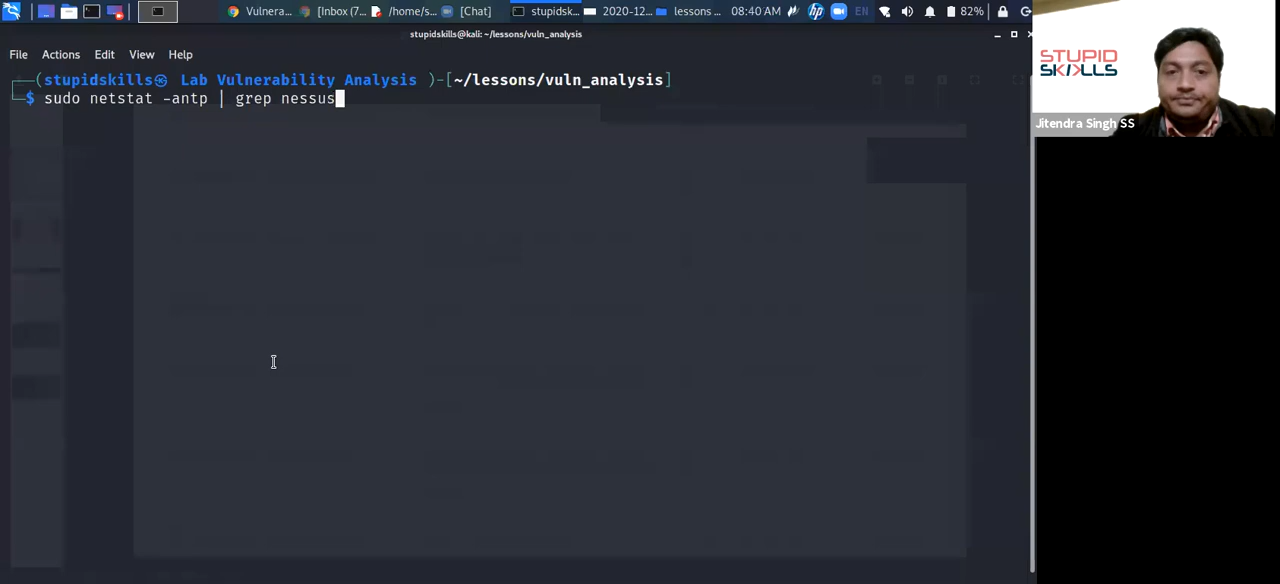 Vulnera... [Inbox (7... /home/s... [Chat] stupidsk... 2020-12... lessons ... 08:40 AM EN 82%
stupidskills@kali: ~/lessons/vuln_analysis
File Actions Edit View Help
(stupidskills㉿ Lab Vulnerability Analysis )-[~/lessons/vuln_analysis]
$ sudo netstat -antp | grep nessus
STUPID
SKILLS
Jitendra Singh SS
hp